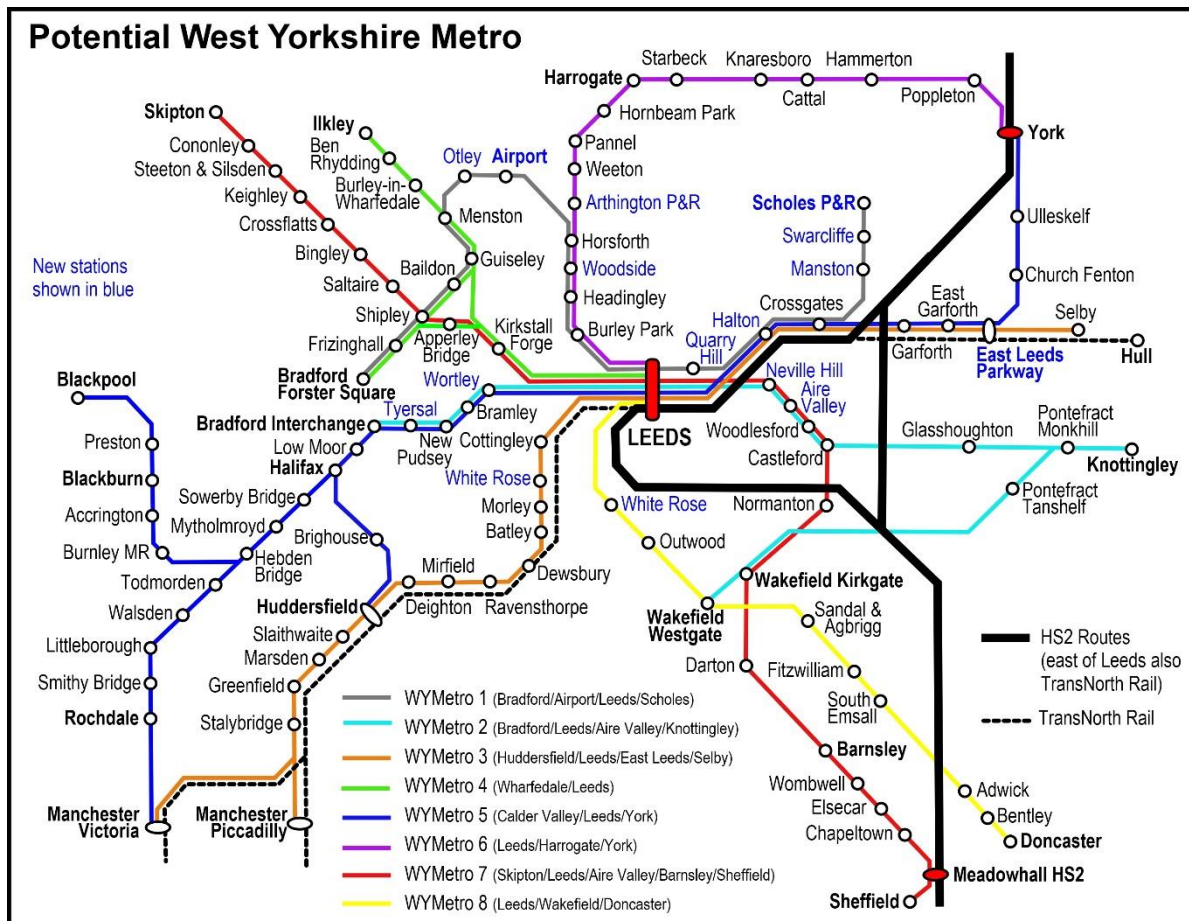 Potential West Yorkshire Metro
New stations
shown in blue
Skipton
Cononley
Steeton & Silsden
Keighley
Crossflatts
Bingley
Saltaire
Shipley
Frizinghall
Bradford
Forster Square
Ilkley
Ben
Rhydding
Burley-in-
Wharfedale
Menston
Guiseley
Baildon
Otley
Airport
Apperley
Bridge
Kirkstall
Forge
Harrogate
Starbeck
Knaresboro
Hammerton
Cattal
Poppleton
York
Hornbeam Park
Pannel
Weeton
Arthington P&R
Horsforth
Woodside
Headingley
Burley Park
Scholes P&R
Swarcliffe
Manston
Crossgates
Halton
Quarry
Hill
Ulleskelf
Church Fenton
East
Garforth
Garforth
East Leeds
Parkway
Selby
Hull
Neville Hill
Aire
Valley
Woodlesford
Castleford
Glasshoughton
Pontefract
Monkhill
Knottingley
Pontefract
Tanshelf
Normanton
LEEDS
Blackpool
Preston
Blackburn
Accrington
Burnley MR
Bradford Interchange
Tyersal
Wortley
Bramley
New
Pudsey
Low Moor
Halifax
Sowerby Bridge
Mytholmroyd
Hebden
Bridge
Todmorden
Walsden
Littleborough
Smithy Bridge
Rochdale
Manchester
Victoria
Brighouse
Huddersfield
Cottingley
White Rose
Morley
Batley
Dewsbury
Mirfield
Deighton
Ravensthorpe
Slaithwaite
Marsden
Greenfield
Stalybridge
Manchester
Piccadilly
White Rose
Outwood
Wakefield Kirkgate
Wakefield
Westgate
Sandal &
Agbrigg
Fitzwilliam
South
Emsall
Adwick
Bentley
Doncaster
Darton
Barnsley
Wombwell
Elsecar
Chapeltown
Meadowhall HS2
Sheffield
HS2 Routes
(east of Leeds also
TransNorth Rail)
TransNorth Rail
WYMetro 1 (Bradford/Airport/Leeds/Scholes)
WYMetro 2 (Bradford/Leeds/Aire Valley/Knottingley)
WYMetro 3 (Huddersfield/Leeds/East Leeds/Selby)
WYMetro 4 (Wharfedale/Leeds)
WYMetro 5 (Calder Valley/Leeds/York)
WYMetro 6 (Leeds/Harrogate/York)
WYMetro 7 (Skipton/Leeds/Aire Valley/Barnsley/Sheffield)
WYMetro 8 (Leeds/Wakefield/Doncaster)